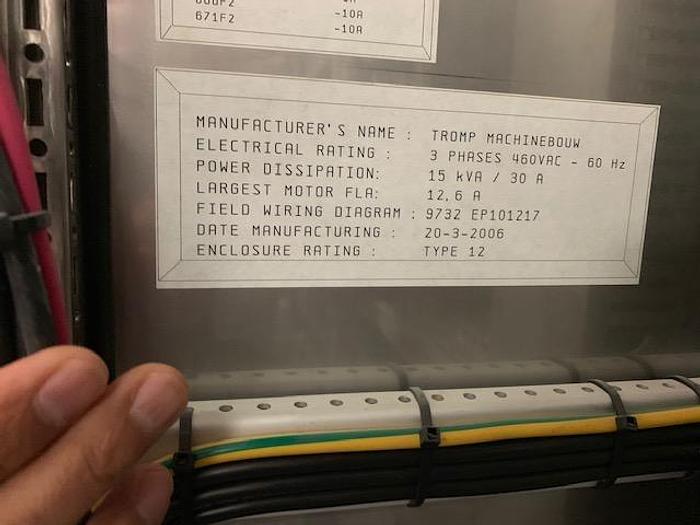 671F2 -10A
-10A
MANUFACTURER'S NAME : TROMP MACHINEBOUW
ELECTRICAL RATING : 3 PHASES 460VAC - 60 Hz
POWER DISSIPATION: 15 kVA / 30 A
LARGEST MOTOR FLA: 12,6 A
FIELD WIRING DIAGRAM : 9732 EP101217
DATE MANUFACTURING : 20-3-2006
ENCLOSURE RATING : TYPE 12